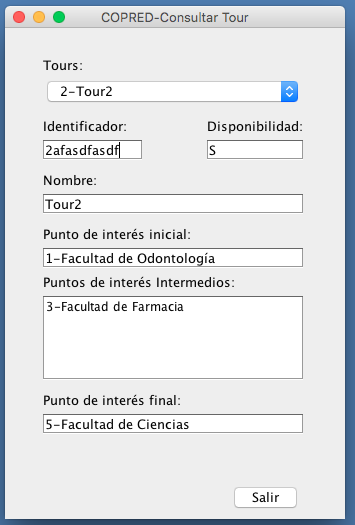 COPRED-Consultar Tour
Tours:
2-Tour2
Identificador: Disponibilidad:
2afasdfasdf S
Nombre:
Tour2
Punto de interés inicial:
1-Facultad de Odontología
Puntos de interés Intermedios:
3-Facultad de Farmacia
Punto de interés final:
5-Facultad de Ciencias
Salir